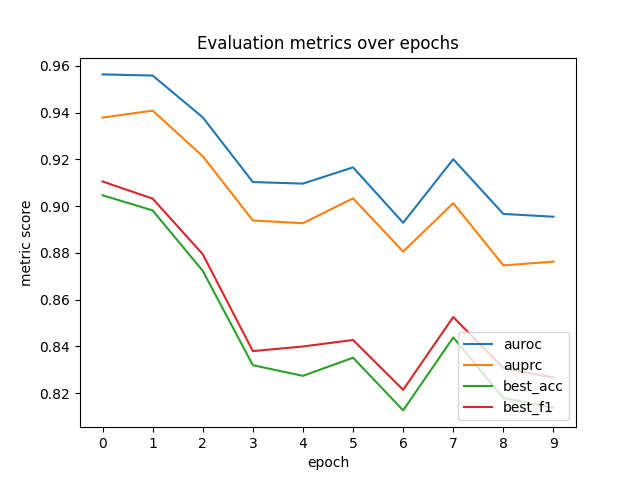 Evaluation metrics over epochs
metric score
0.96
0.94
0.92
0.90
0.88
0.86
0.84
0.82
auroc
auprc
best_acc
best_f1
0 1 2 3 4 5 6 7 8 9
epoch